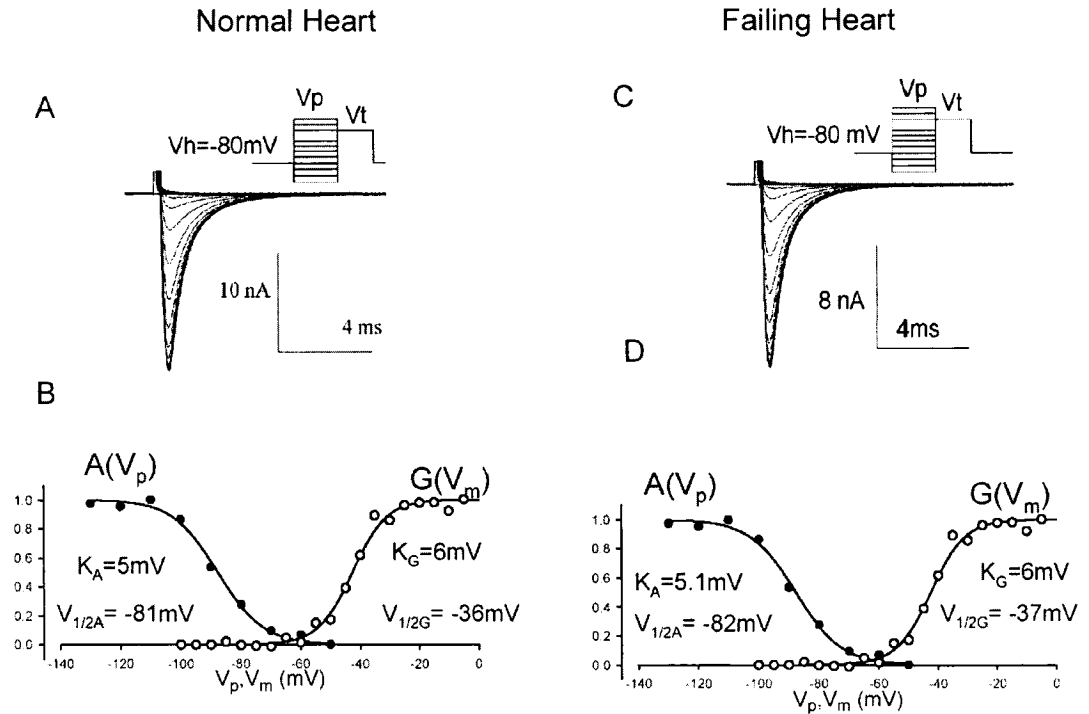 Normal Heart
Failing Heart
A
Vp
Vt
Vh=-80mV
10 nA
4 ms
C
Vp
Vt
Vh=-80 mV
8 nA
4ms
B
A(Vp)
G(Vm)
KA=5mV
KG=6mV
V1/2A= -81mV
V1/2G= -36mV
1.0
0.8
0.6
0.4
0.2
0.0
-140 -120 -100 -80 -60 -40 -20 0
Vp,Vm (mV)
D
A(Vp)
G(Vm)
KA=5.1mV
KG=6mV
V1/2A= -82mV
V1/2G= -37mV
1.0
0.8
0.6
0.4
0.2
0.0
-140 -120 -100 -80 -60 -40 -20 0
Vp,Vm (mV)